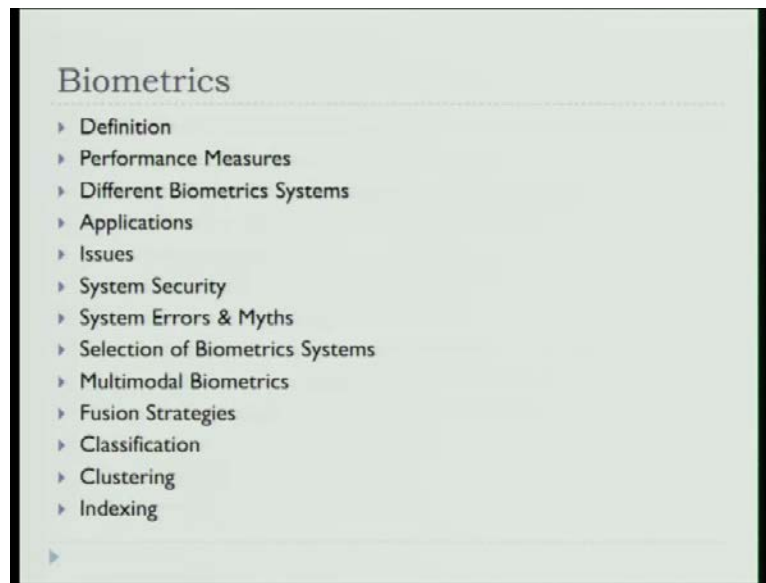 Biometrics
Definition
Performance Measures
Different Biometrics Systems
Applications
Issues
System Security
System Errors & Myths
Selection of Biometrics Systems
Multimodal Biometrics
Fusion Strategies
Classification
Clustering
Indexing